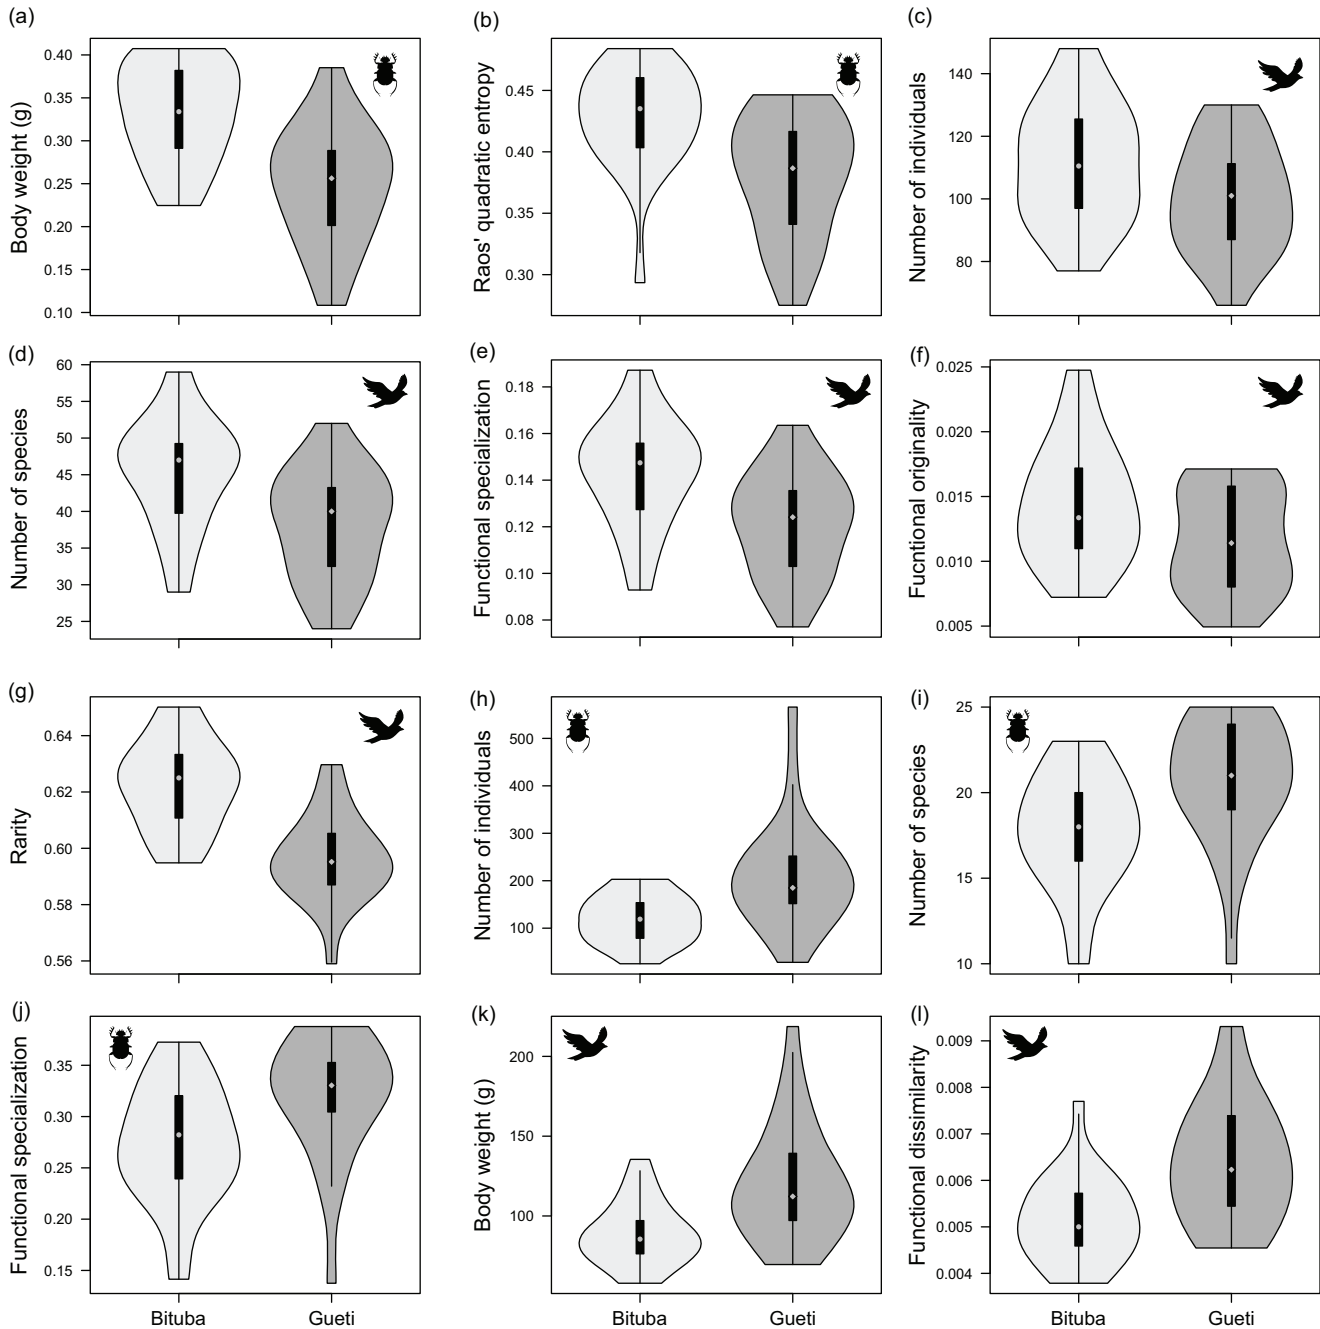 (a)
Body weight (g)
0.40
0.35
0.30
0.25
0.20
0.15
0.10
(b)
Raos' quadratic entropy
0.45
0.40
0.35
0.30
(c)
Number of individuals
140
120
100
80
(d)
Number of species
60
55
50
45
40
35
30
25
(e)
Functional specialization
0.18
0.16
0.14
0.12
0.10
0.08
(f)
Fucntional originality
0.025
0.020
0.015
0.010
0.005
(g)
Rarity
0.64
0.62
0.60
0.58
0.56
(h)
Number of individuals
500
400
300
200
100
(i)
Number of species
25
20
15
10
(j)
Functional specialization
0.35
0.30
0.25
0.20
0.15
Bituba Gueti
(k)
Body weight (g)
200
150
100
Bituba Gueti
(l)
Functional dissimilarity
0.009
0.008
0.007
0.006
0.005
0.004
Bituba Gueti